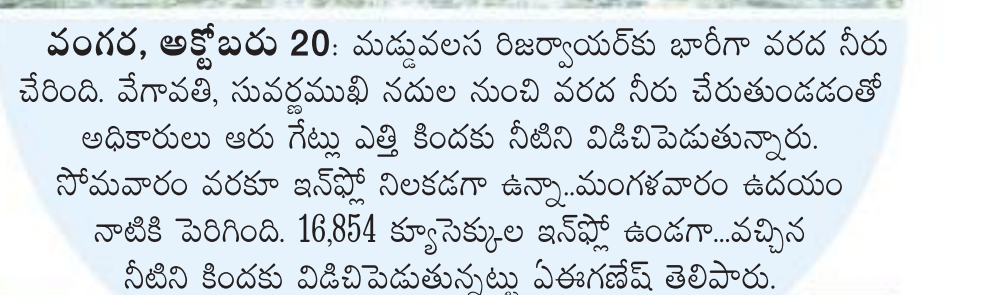 వంగర, అక్టోబరు 20: మడ్డువలస రిజర్వాయర్‌కు భారీగా వరద నీరు
చేరింది. వేగావతి, సువర్ణముఖి నదుల నుంచి వరద నీరు చేరుతుండడంతో
అధికారులు ఆరు గేట్లు ఎత్తి కిందకు నీటిని విడిచిపెడుతున్నారు.
సోమవారం వరకూ ఇన్‌ఫ్లో నిలకడగా ఉన్నా..మంగళవారం ఉదయం
నాటికి పెరిగింది. 16,854 క్యూసెక్కుల ఇన్‌ఫ్లో ఉండగా...వచ్చిన
నీటిని కిందకు విడిచిపెడుతున్నట్టు ఏఈగణేష్ తెలిపారు.